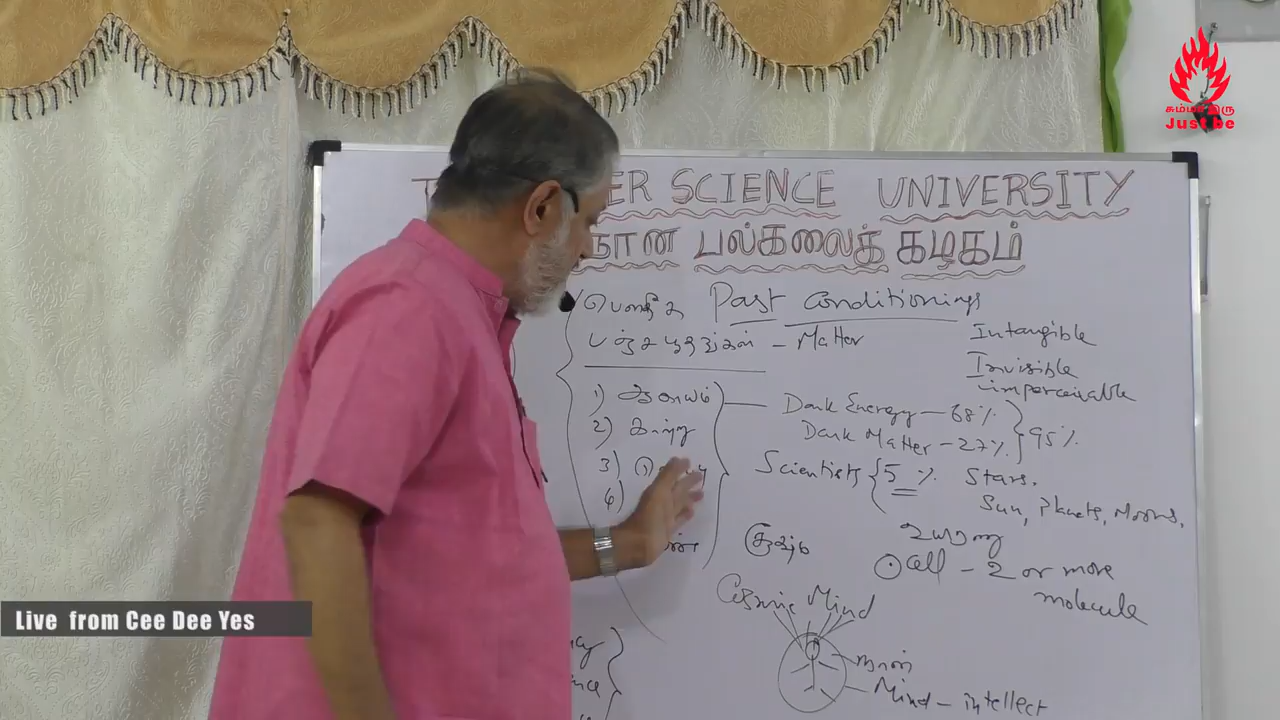 சும்மா இரு
Just be
SCIENCE UNIVERSITY
ஞான பல்கலைக் கழகம்
Past Conditionings
பஞ்சபூதங்கள் - Matter
Intangible
Invisible
imperceivable
1) ஆகாயம்
Dark Energy - 68%
2) காற்று
Dark Matter - 27%
95%
3)
Scientists { 5% Stars,
4)
Sun, Planets, Moons,
Cell - 2 or more
molecule
Cosmic Mind
நான்
Mind - intellect
Live from Cee Dee Yes